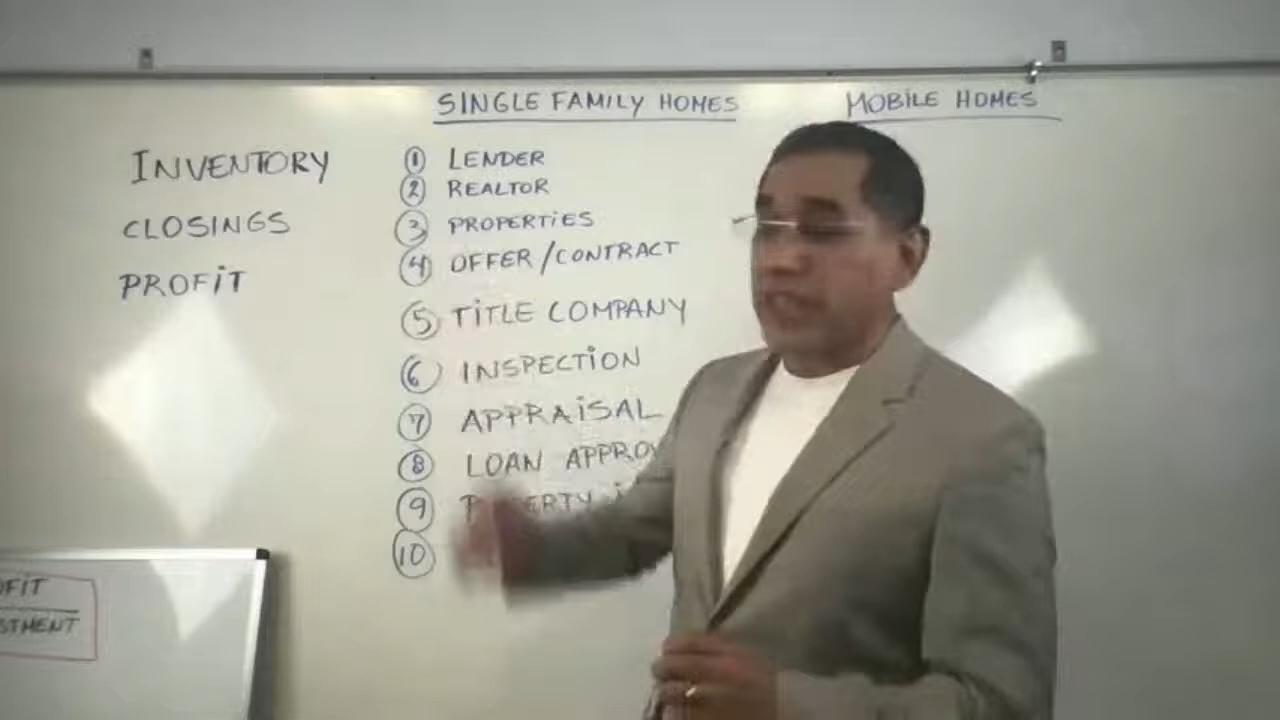 SINGLE FAMILY HOMES
MOBILE HOMES
INVENTORY
CLOSINGS
PROFIT
1 LENDER
2 REALTOR
3 PROPERTIES
4 OFFER/CONTRACT
5 TITLE COMPANY
6 INSPECTION
7 APPRAISAL
8 LOAN
9
10